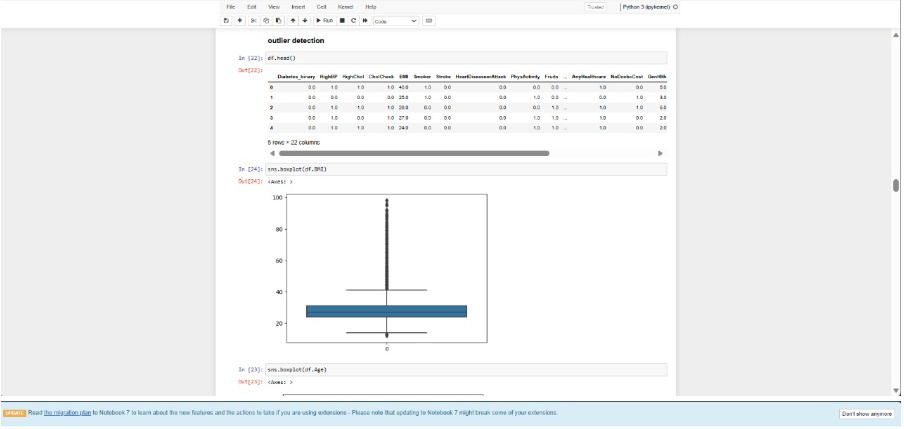 File Edit View Insert Cell Kernel Help Trusted Python 3 (ipykernel)
Run Code
outlier detection
In [22]: df.head()
Out[22]:
Diabetes_binary HighBP HighChol CholCheck BMI Smoker Stroke HeartDiseaseorAttack PhysActivity Fruits ... AnyHealthcare NoDocbcCost GenHlth
0 0.0 1.0 1.0 1.0 40.0 1.0 0.0 0.0 0.0 0.0 ... 1.0 0.0 5.0
1 0.0 0.0 0.0 0.0 25.0 1.0 0.0 0.0 1.0 0.0 ... 0.0 1.0 3.0
2 0.0 1.0 1.0 1.0 28.0 0.0 0.0 0.0 0.0 1.0 ... 1.0 1.0 5.0
3 0.0 1.0 0.0 1.0 27.0 0.0 0.0 0.0 1.0 1.0 ... 1.0 0.0 2.0
4 0.0 1.0 1.0 1.0 24.0 0.0 0.0 0.0 1.0 1.0 ... 1.0 0.0 2.0
5 rows × 22 columns
In [24]: sns.boxplot(df.BMI)
Out[24]: <Axes: >
100
80
60
40
20
0
In [23]: sns.boxplot(df.Age)
Out[23]: <Axes: >
UPDATE Read the migration plan to Notebook 7 to learn about the new features and the actions to take if you are using extensions - Please note that updating to Notebook 7 might break some of your extensions. Don't show anymore